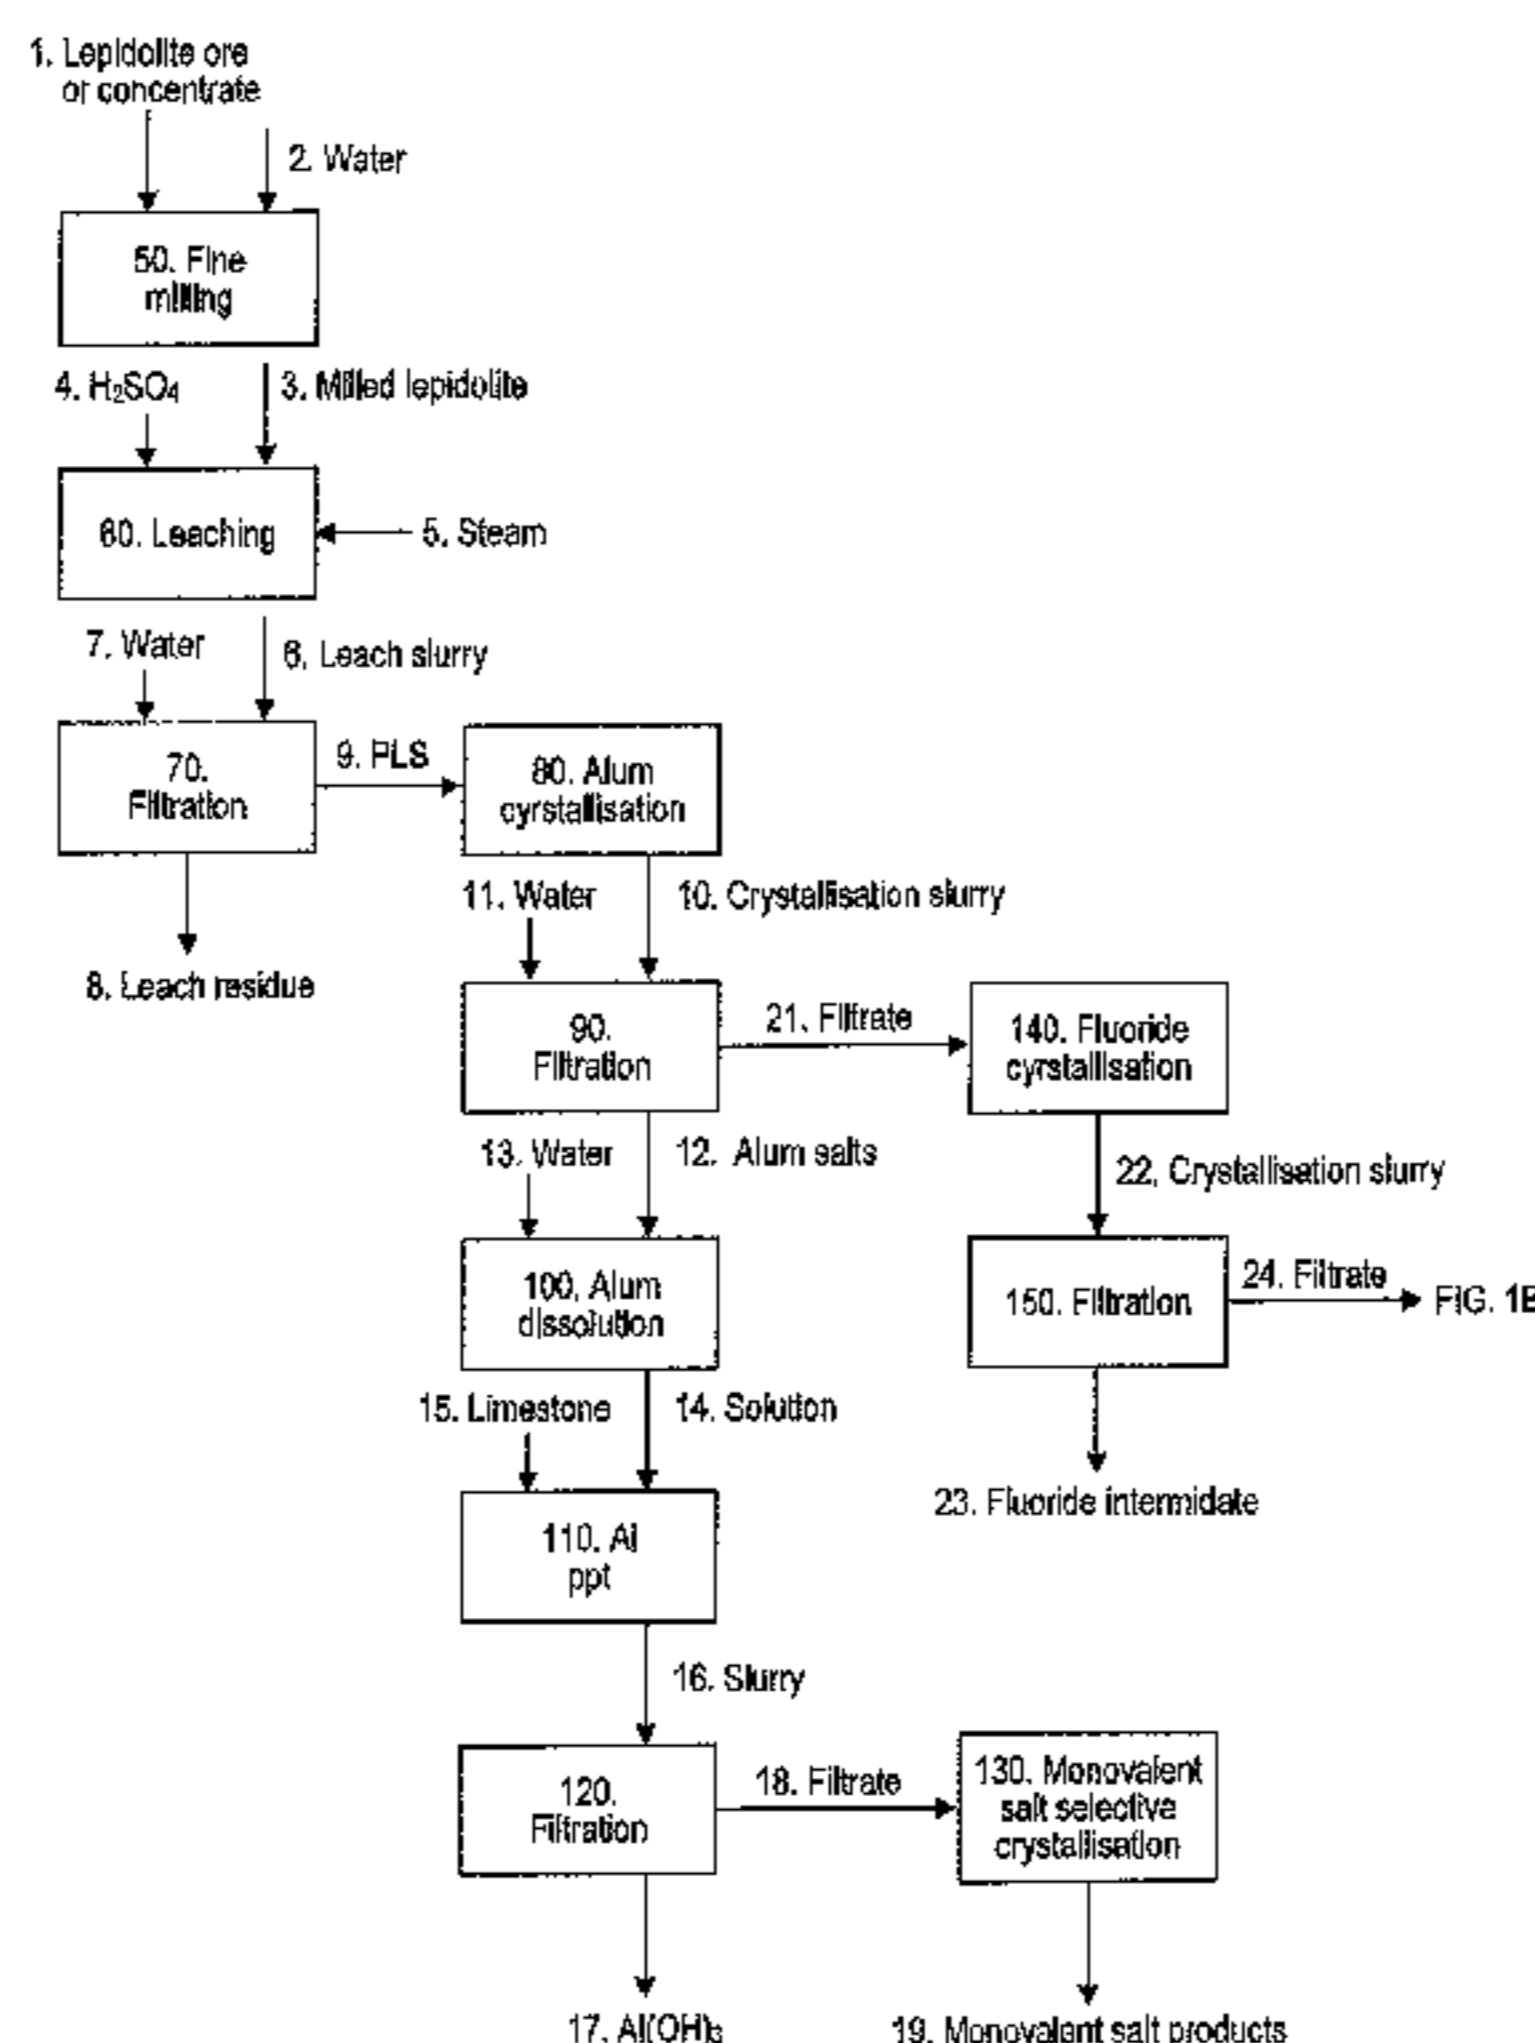 1. Lepidolite ore
or concentrate
2. Water
50. Fine
milling
4. H₂SO₄
3. Milled lepidolite
60. Leaching
5. Steam
7. Water
6. Leach slurry
70.
Filtration
9. PLS
80. Alum
cyrstallisation
11. Water
10. Crystallisation slurry
8. Leach residue
90.
Filtration
21. Filtrate
140. Fluoride
cyrstallisation
13. Water
12. Alum salts
22. Crystallisation slurry
100. Alum
dissolution
150. Filtration
24. Filtrate
FIG. 1B
15. Limestone
14. Solution
23. Fluoride intermidate
110. Al
ppt
16. Slurry
120.
Filtration
18. Filtrate
130. Monovalent
salt selective
crystallisation
17. Al(OH)₃
19. Monovalent salt products